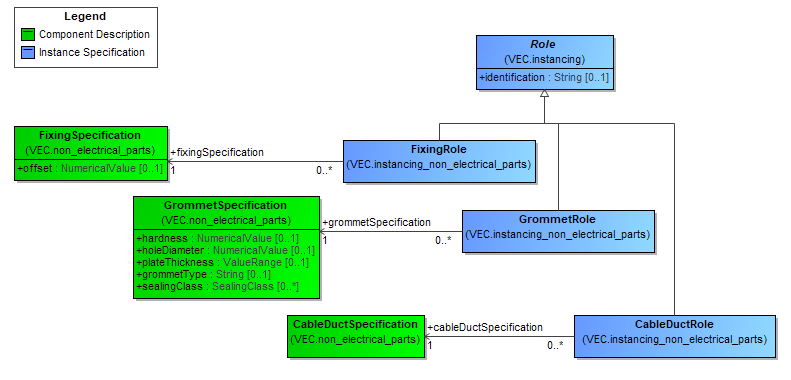 Legend
Component Description
Instance Specification
Role
(VEC.instancing)
+identification : String [0..1]
FixingSpecification
(VEC.non_electrical_parts)
+offset : NumericalValue [0..1]
+fixingSpecification
1
0..*
FixingRole
(VEC.instancing_non_electrical_parts)
GrommetSpecification
(VEC.non_electrical_parts)
+hardness : NumericalValue [0..1]
+holeDiameter : NumericalValue [0..1]
+plateThickness : ValueRange [0..1]
+grommetType : String [0..1]
+sealingClass : SealingClass [0..*]
+grommetSpecification
1
0..*
GrommetRole
(VEC.instancing_non_electrical_parts)
CableDuctSpecification
(VEC.non_electrical_parts)
+cableDuctSpecification
1
0..*
CableDuctRole
(VEC.instancing_non_electrical_parts)